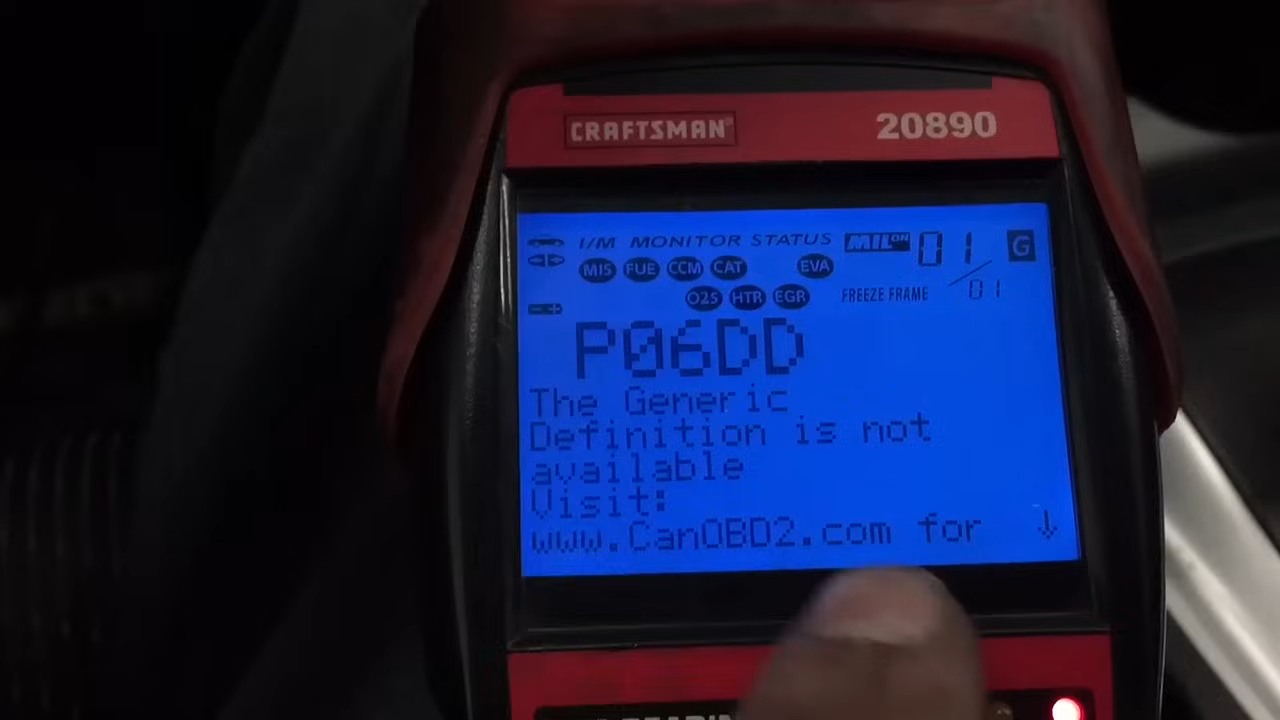 CRAFTSMAN 20890
I/M MONITOR STATUS MIL ON 01 G
MIS FUE CCM CAT EVA
O2S HTR EGR FREEZE FRAME 01
P06DD
The Generic
Definition is not
available
Visit:
www.CanOBD2.com for